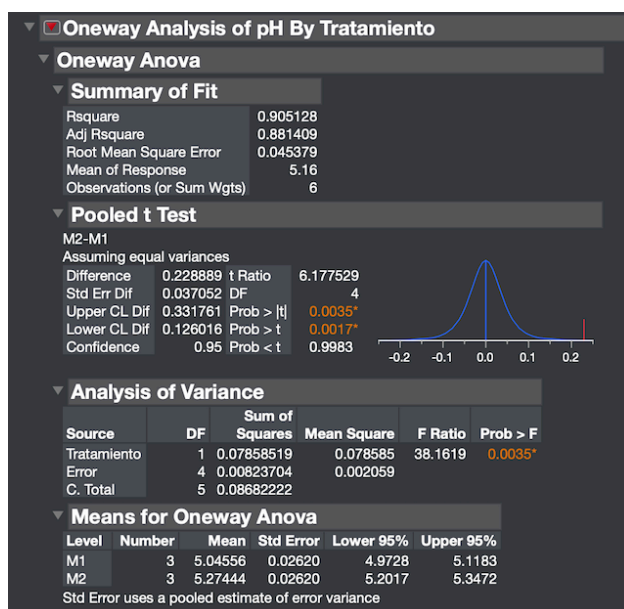 Oneway Analysis of pH By Tratamiento
Oneway Anova
Summary of Fit
Rsquare 0.905128
Adj Rsquare 0.881409
Root Mean Square Error 0.045379
Mean of Response 5.16
Observations (or Sum Wgts) 6
Pooled t Test
M2-M1
Assuming equal variances
Difference 0.228889 t Ratio 6.177529
Std Err Dif 0.037052 DF 4
Upper CL Dif 0.331761 Prob > |t| 0.0035*
Lower CL Dif 0.126016 Prob > t 0.0017*
Confidence 0.95 Prob < t 0.9983
-0.2 -0.1 0.0 0.1 0.2
Analysis of Variance
Source DF Sum of Squares Mean Square F Ratio Prob > F
Tratamiento 1 0.07858519 0.078585 38.1619 0.0035*
Error 4 0.00823704 0.002059
C. Total 5 0.08682222
Means for Oneway Anova
Level Number Mean Std Error Lower 95% Upper 95%
M1 3 5.04556 0.02620 4.9728 5.1183
M2 3 5.27444 0.02620 5.2017 5.3472
Std Error uses a pooled estimate of error variance